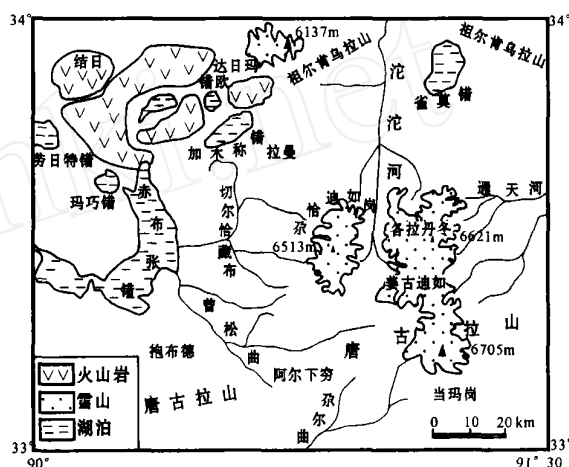 34°
34°
6137m
祖尔肯乌拉山
祖尔肯乌拉山
结日
达日玛
错欧
雀莫错
加木称错
拉曼
劳日特错
玛巧错
赤布张错
切尔恰藏布
沱沱河
通天河
尕恰迪如岗
6513m
各拉丹冬
6621m
姜古迪如
曾松曲
抱布德
唐古拉山
6705m
阿尔下穷
唐古拉山
尕尔曲
当玛岗
火山岩
雪山
湖泊
0 10 20 km
33°
90°
91°30